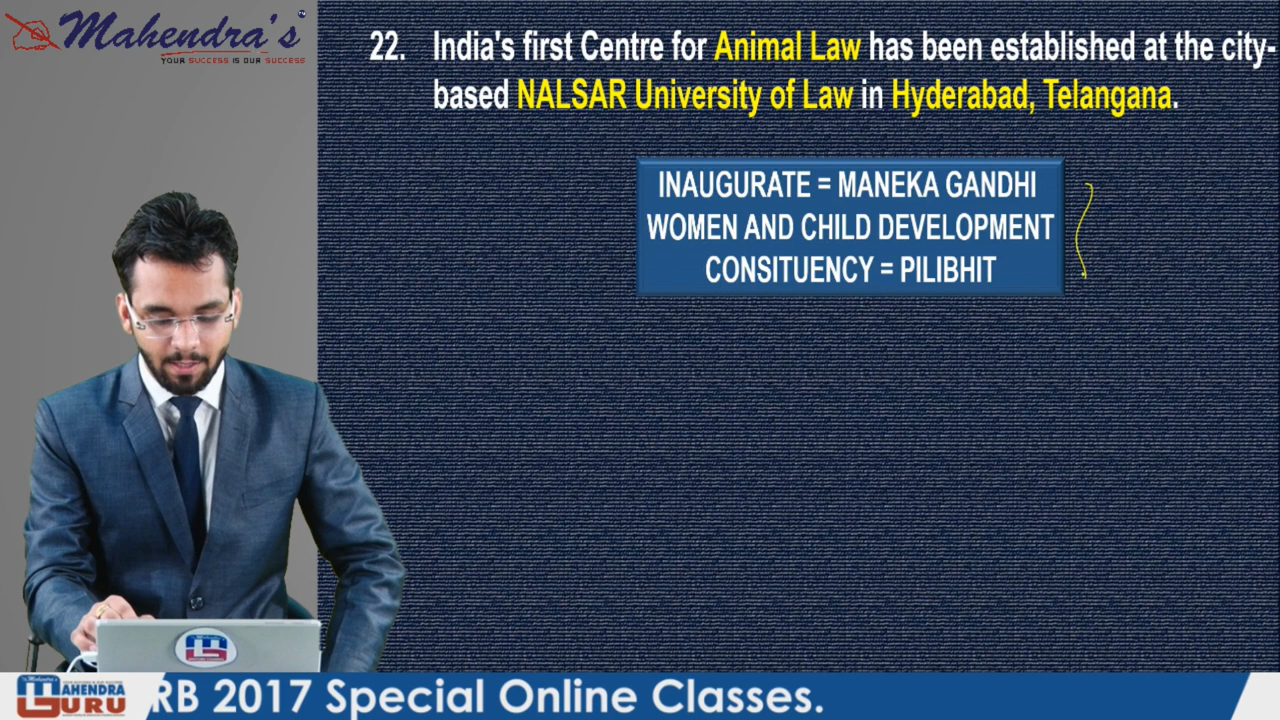 Mahendra's
YOUR SUCCESS IS OUR SUCCESS
22. India's first Centre for Animal Law has been established at the city-
based NALSAR University of Law in Hyderabad, Telangana.
INAUGURATE = MANEKA GANDHI
WOMEN AND CHILD DEVELOPMENT
CONSITUENCY = PILIBHIT
MAHENDRA
GURU
RB 2017 Special Online Classes.